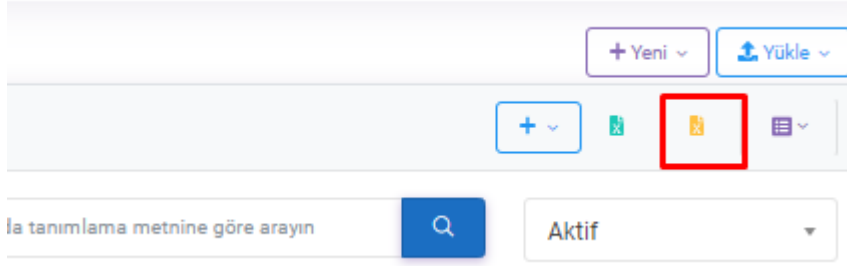 + Yeni
Yükle
+
da tanımlama metnine göre arayın
Aktif